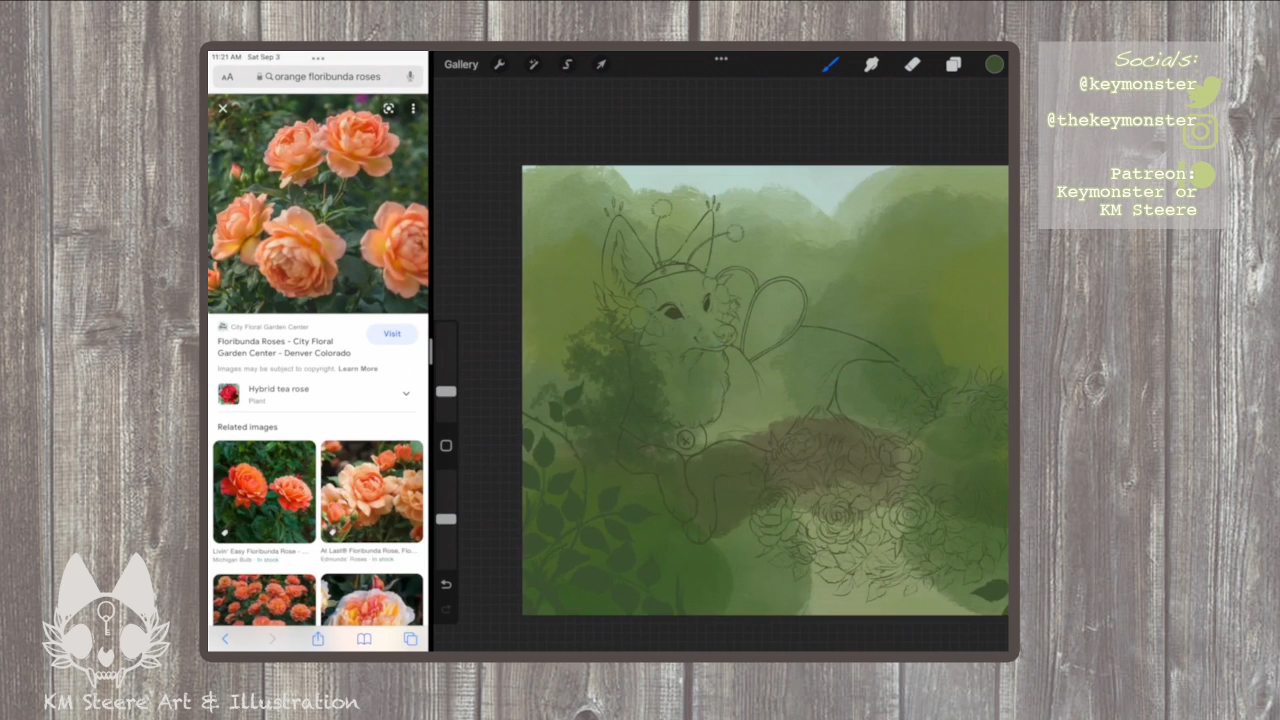 11:21 AM Sat Sep 3
AA
orange floribunda roses
City Floral Garden Center
Visit
Floribunda Roses - City Floral
Garden Center - Denver Colorado
Images may be subject to copyright. Learn More
Hybrid tea rose
Plant
Related images
Livin' Easy Floribunda Rose - ...
Michigan Bulb · In stock
At Last® Floribunda Rose, Flo...
Edmunds' Roses · In stock
Gallery
Socials:
@keymonster
@thekeymonster
Patreon:
Keymonster or
KM Steere
KM Steere Art & Illustration